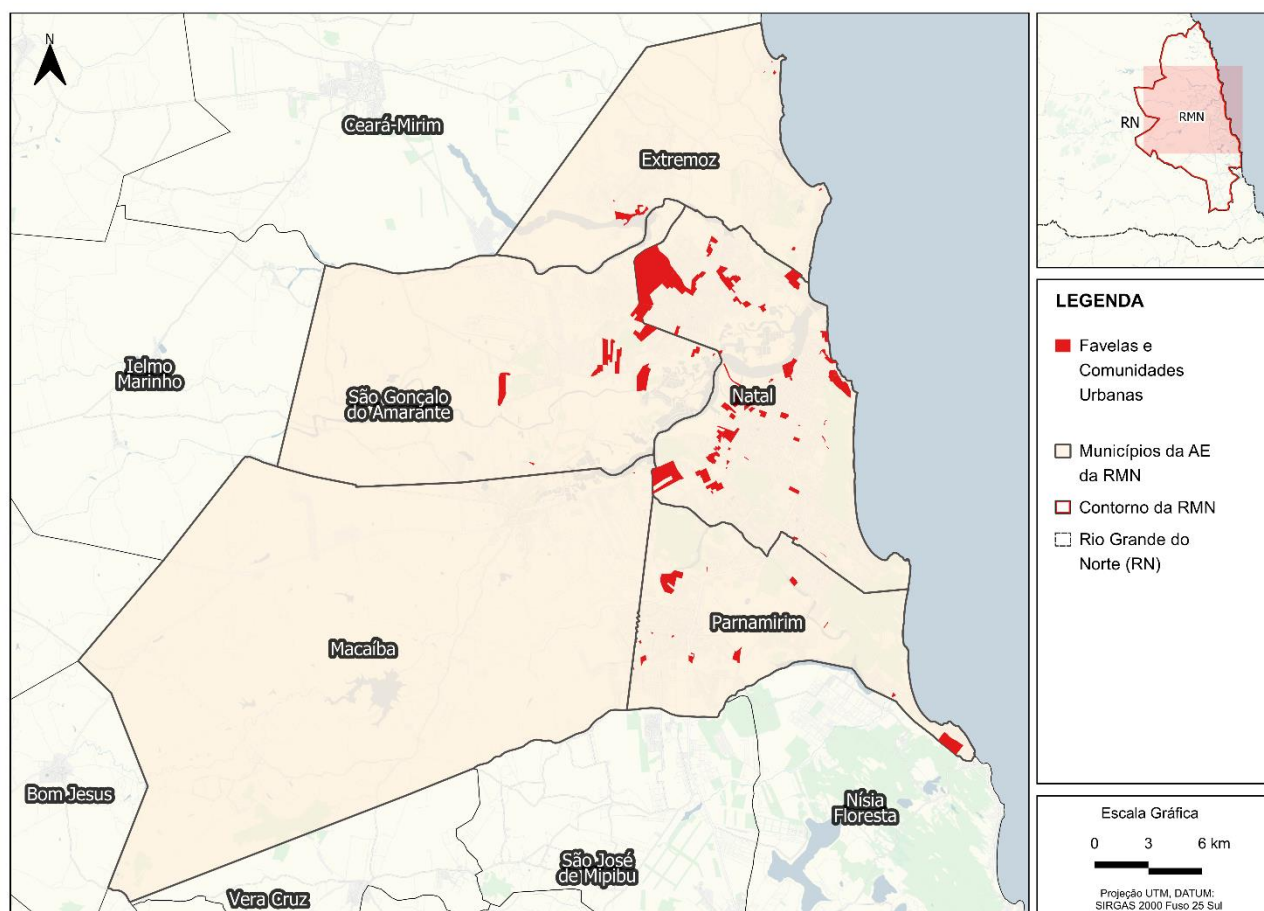 N
Ceará-Mirim
Extremoz
Ielmo
Marinho
São Gonçalo
do Amarante
Natal
Macaíba
Parnamirim
Bom Jesus
Nísia
Floresta
São José
de Mipibu
Vera Cruz
RN
RMN
LEGENDA
Favelas e
Comunidades
Urbanas
Municípios da AE
da RMN
Contorno da RMN
Rio Grande do
Norte (RN)
Escala Gráfica
0 3 6 km
Projeção UTM, DATUM:
SIRGAS 2000 Fuso 25 Sul